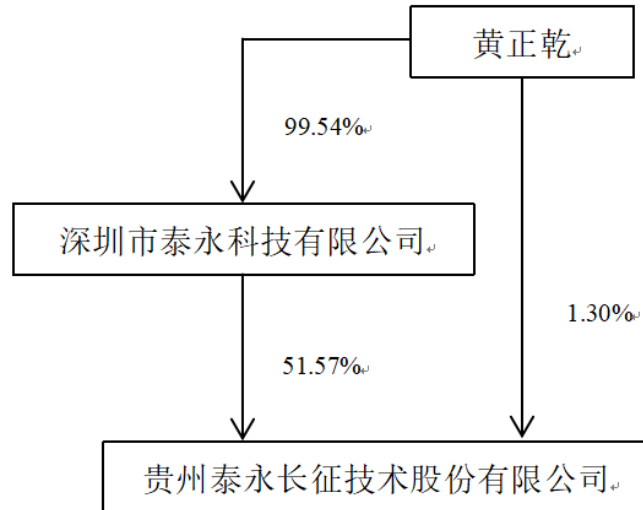 黄正乾
99.54%
深圳市泰永科技有限公司
1.30%
51.57%
贵州泰永长征技术股份有限公司